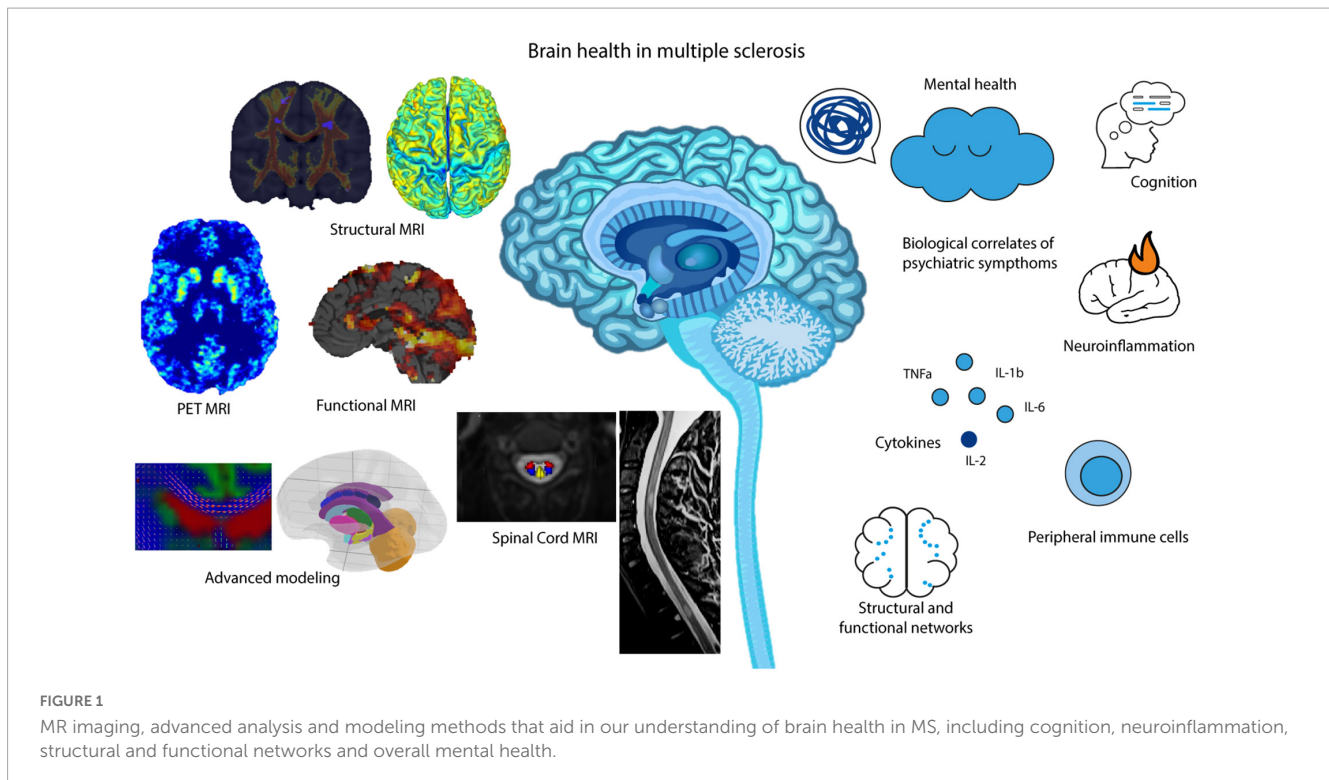 Brain health in multiple sclerosis
Structural MRI
PET MRI
Functional MRI
Advanced modeling
Spinal Cord MRI
Mental health
Cognition
Biological correlates of
psychiatric sympthoms
Neuroinflammation
TNFa
IL-1b
IL-6
Cytokines
IL-2
Peripheral immune cells
Structural and
functional networks
FIGURE 1
MR imaging, advanced analysis and modeling methods that aid in our understanding of brain health in MS, including cognition, neuroinflammation,
structural and functional networks and overall mental health.